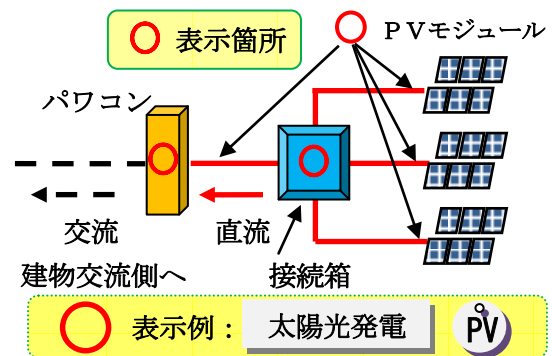 表示箇所
PVモジュール
パワコン
交流
直流
建物交流側へ
接続箱
表示例：
太陽光発電
PV